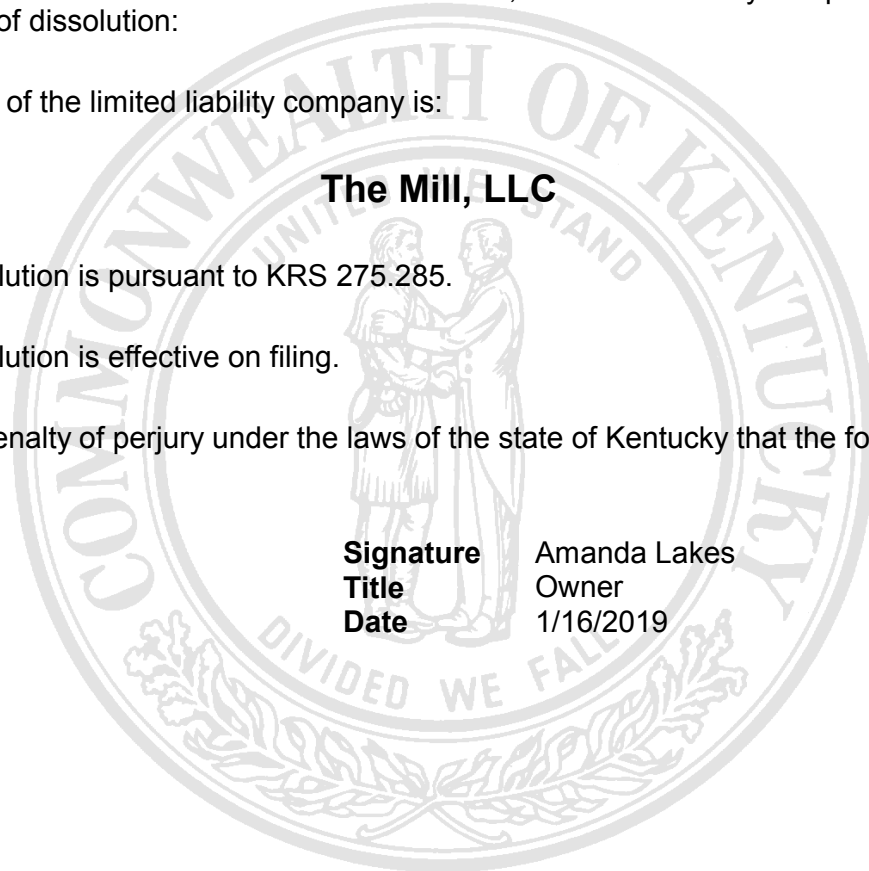 of dissolution:
of the limited liability company is:
The Mill, LLC
lution is pursuant to KRS 275.285.
lution is effective on filing.
enalty of perjury under the laws of the state of Kentucky that the fo
Signature Amanda Lakes
Title Owner
Date 1/16/2019
COMMONWEALTH OF KENTUCKY
UNITED WE STAND
DIVIDED WE FALL